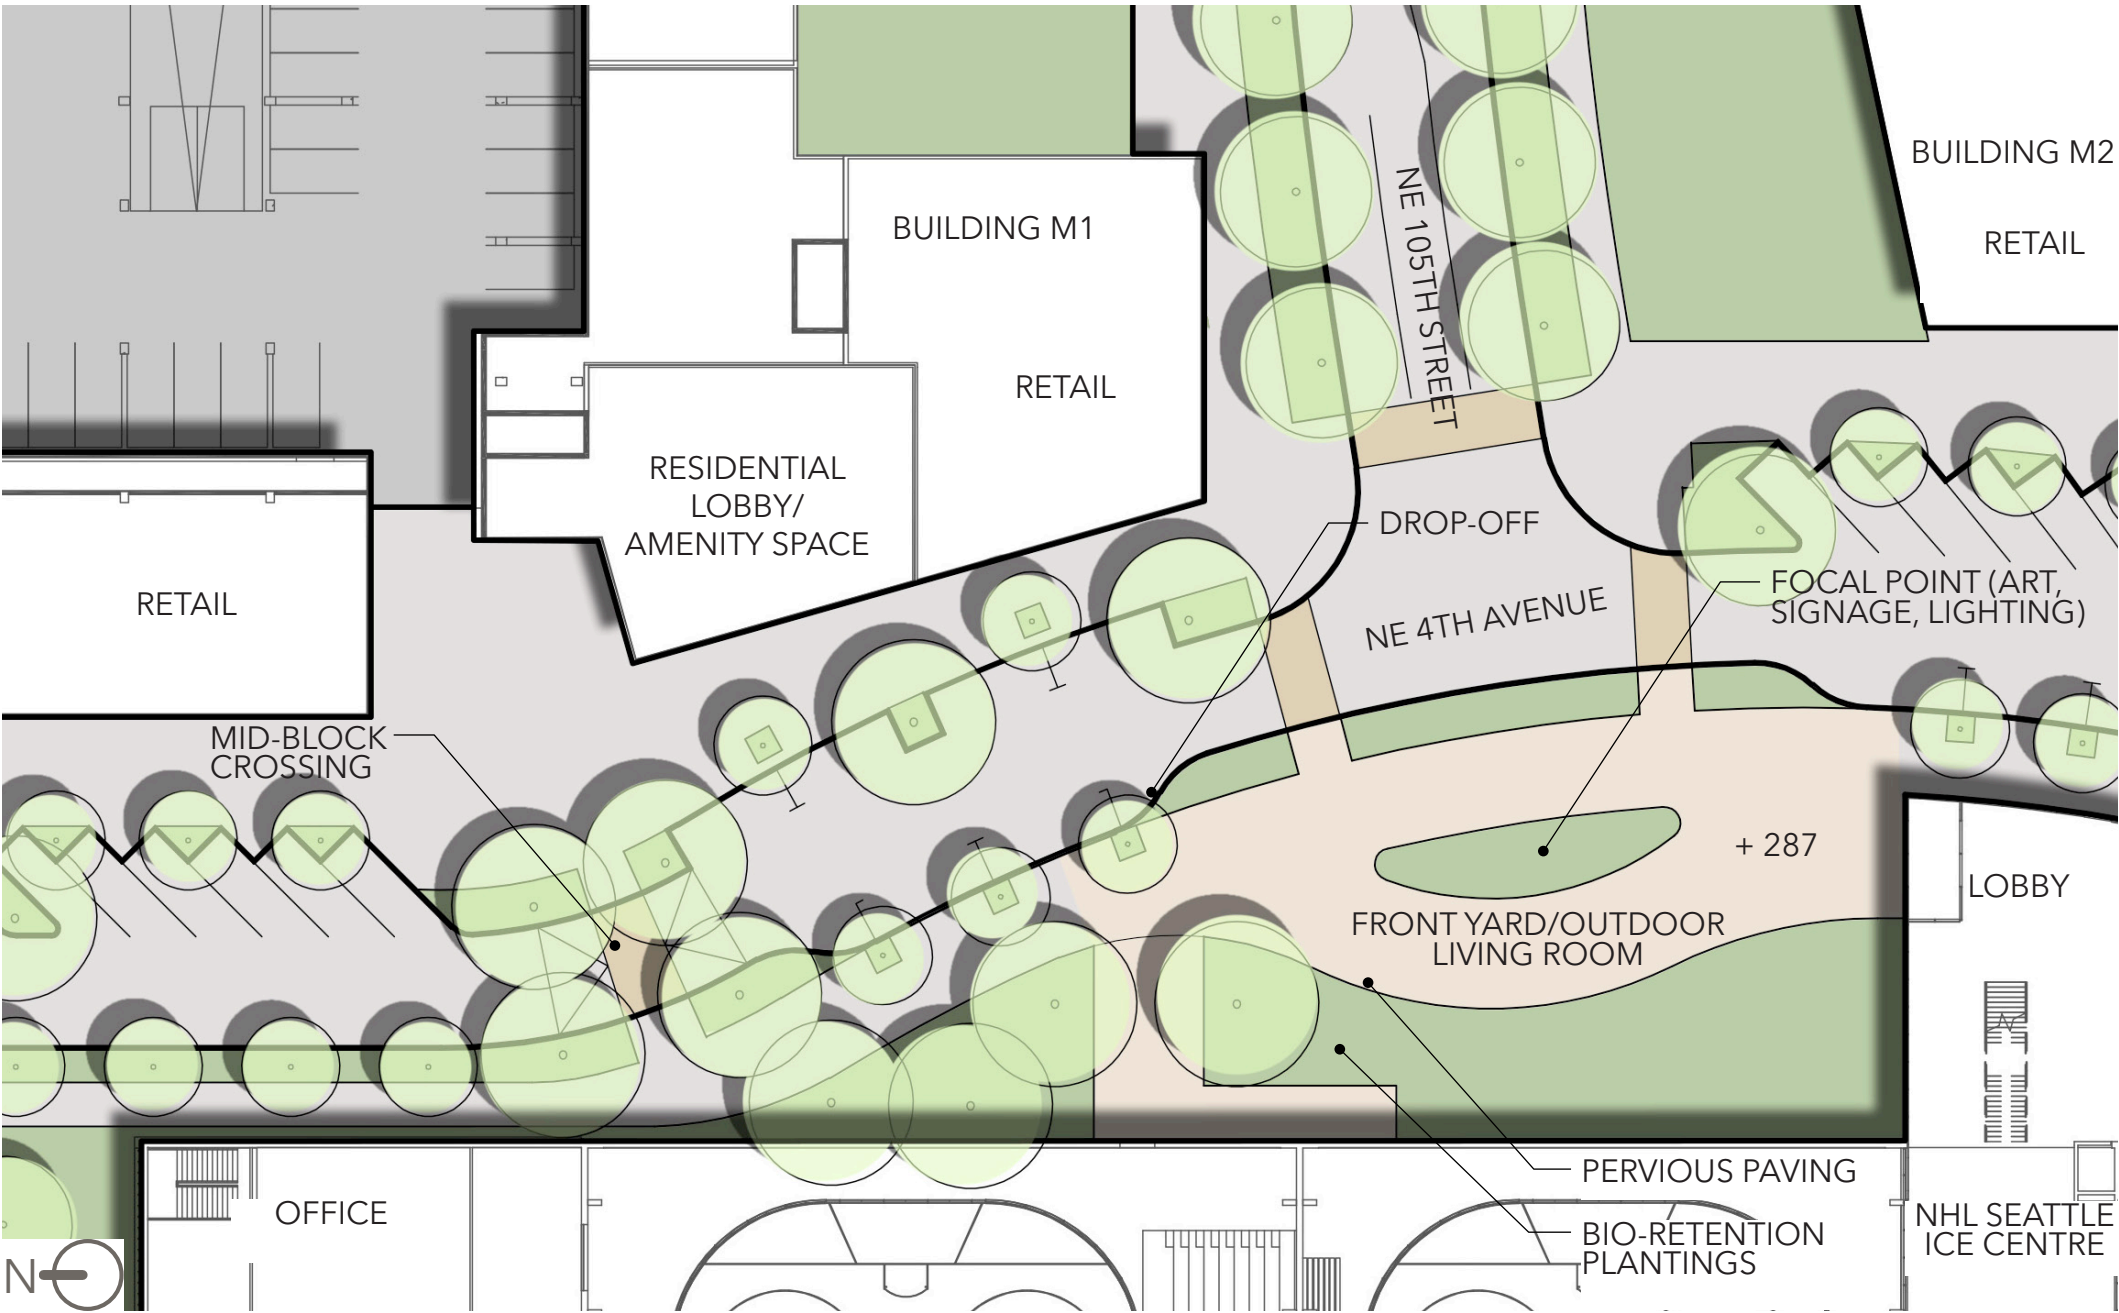 BUILDING M2
RETAIL
BUILDING M1
RETAIL
NE 105TH STREET
RESIDENTIAL
LOBBY/
AMENITY SPACE
DROP-OFF
RETAIL
FOCAL POINT (ART,
SIGNAGE, LIGHTING)
NE 4TH AVENUE
MID-BLOCK
CROSSING
+ 287
LOBBY
FRONT YARD/OUTDOOR
LIVING ROOM
PERVIOUS PAVING
OFFICE
BIO-RETENTION
PLANTINGS
NHL SEATTLE
ICE CENTRE
N